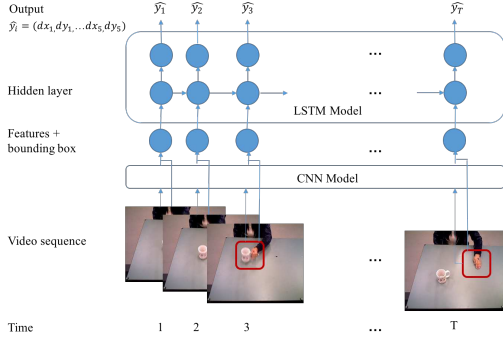 Output
ŷ₁ ŷ₂ ŷ₃ ŷ_T
ŷᵢ = (dx₁,dy₁,…dx₅,dy₅)
...
Hidden layer
...
LSTM Model
Features +
bounding box
...
CNN Model
Video sequence
...
Time 1 2 3 ... T